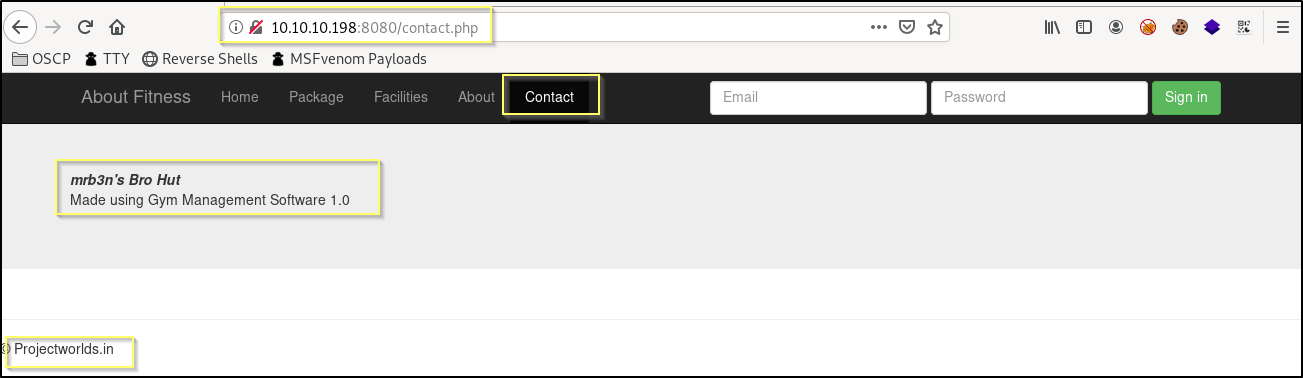 10.10.10.198:8080/contact.php
OSCP TTY Reverse Shells MSFvenom Payloads
About Fitness Home Package Facilities About Contact Email Password Sign in
mrb3n's Bro Hut
Made using Gym Management Software 1.0
© Projectworlds.in